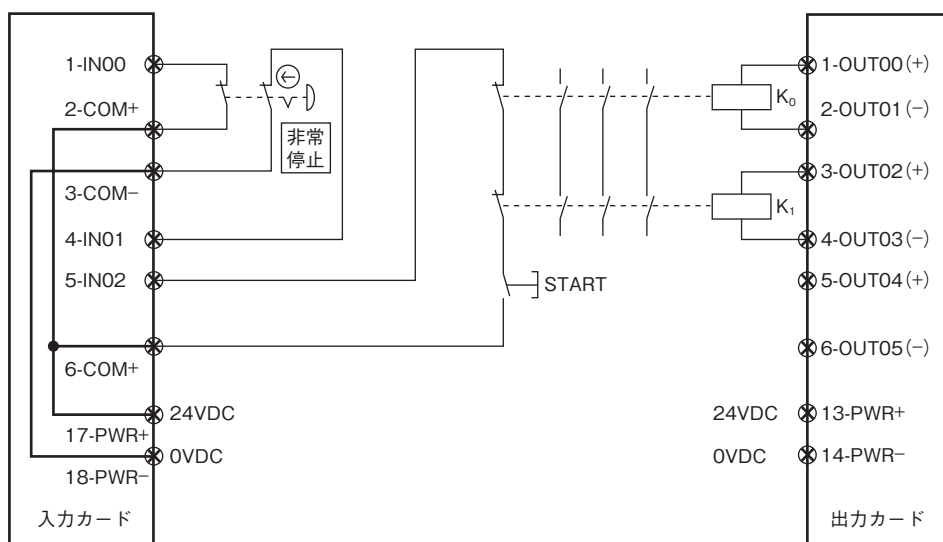 1-IN00
2-COM+
3-COM−
4-IN01
5-IN02
6-COM+
24VDC
17-PWR+
0VDC
18-PWR−
入力カード
非常
停止
START
K0
K1
1-OUT00(+)
2-OUT01(−)
3-OUT02(+)
4-OUT03(−)
5-OUT04(+)
6-OUT05(−)
24VDC 13-PWR+
0VDC 14-PWR−
出力カード